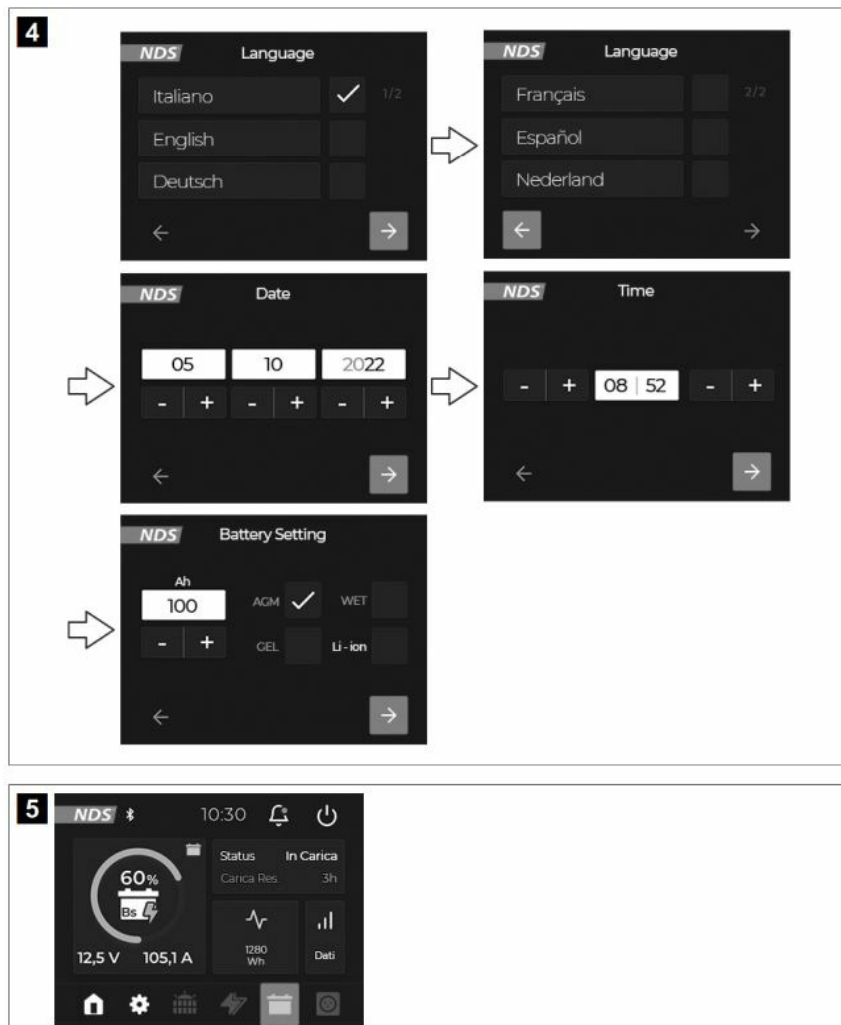 4
NDS Language
Italiano 1/2
English
Deutsch
NDS Language
Français 2/2
Español
Nederland
NDS Date
05 10 2022
- + - + - +
NDS Time
- + 08 | 52 - +
NDS Battery Setting
Ah
100 AGM WET
- + GEL Li-ion
5
NDS 10:30
60%
Bs
12,5 V 105,1 A
Status In Carica
Carica Res. 3h
1280
Wh
Dati